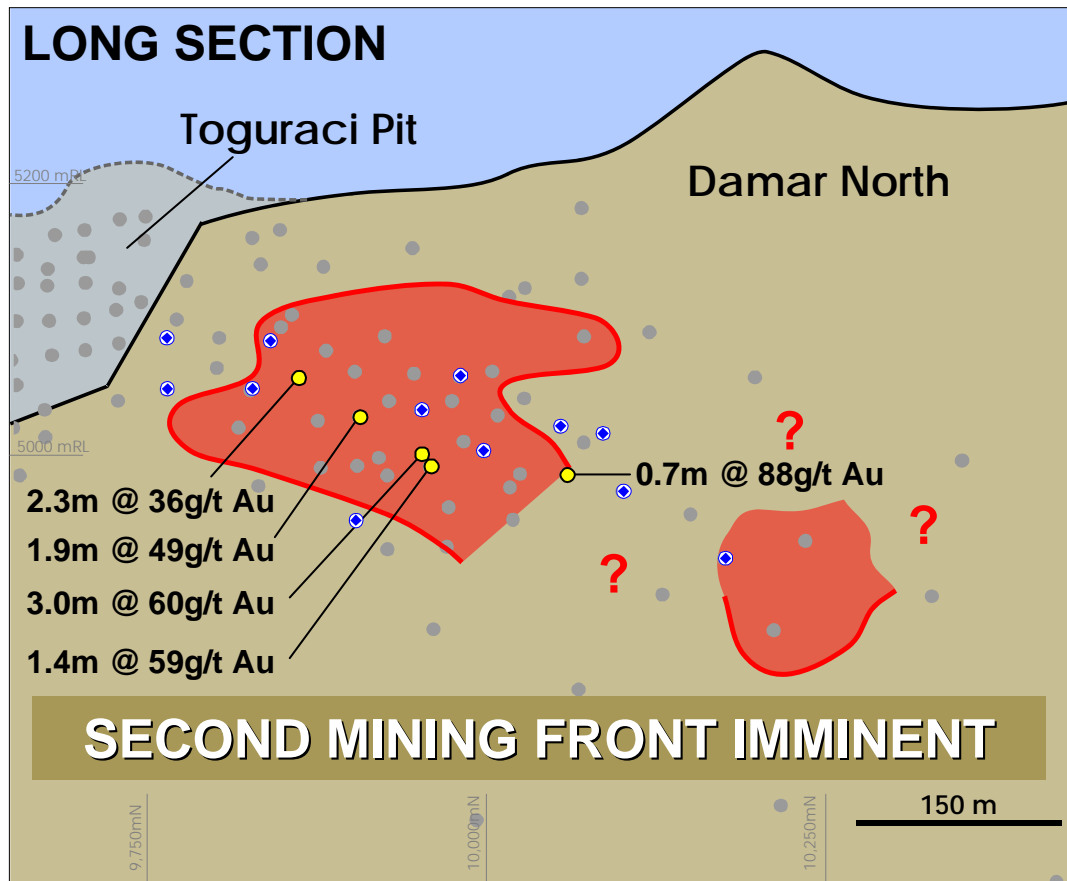 LONG SECTION
Toguraci Pit
5200 mRL
Damar North
?
5000 mRL
0.7m @ 88g/t Au
2.3m @ 36g/t Au
?
1.9m @ 49g/t Au
?
3.0m @ 60g/t Au
1.4m @ 59g/t Au
SECOND MINING FRONT IMMINENT
9,750mN
10,000mN
10,250mN
150 m